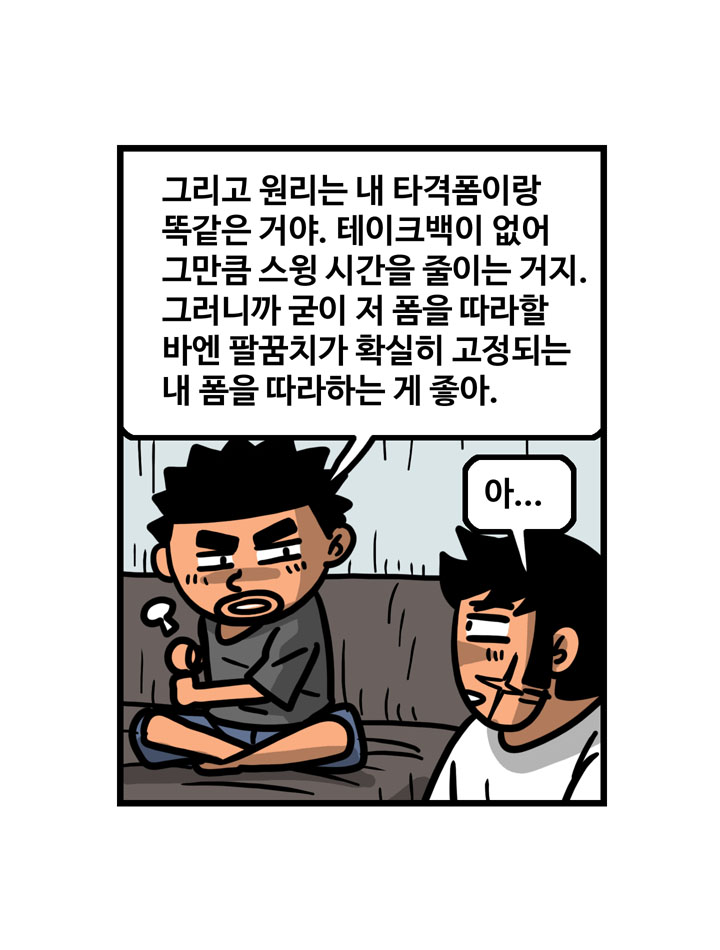 그리고 원리는 내 타격폼이랑
똑같은 거야. 테이크백이 없어
그만큼 스윙 시간을 줄이는 거지.
그러니까 굳이 저 폼을 따라할
바엔 팔꿈치가 확실히 고정되는
내 폼을 따라하는 게 좋아.
아...